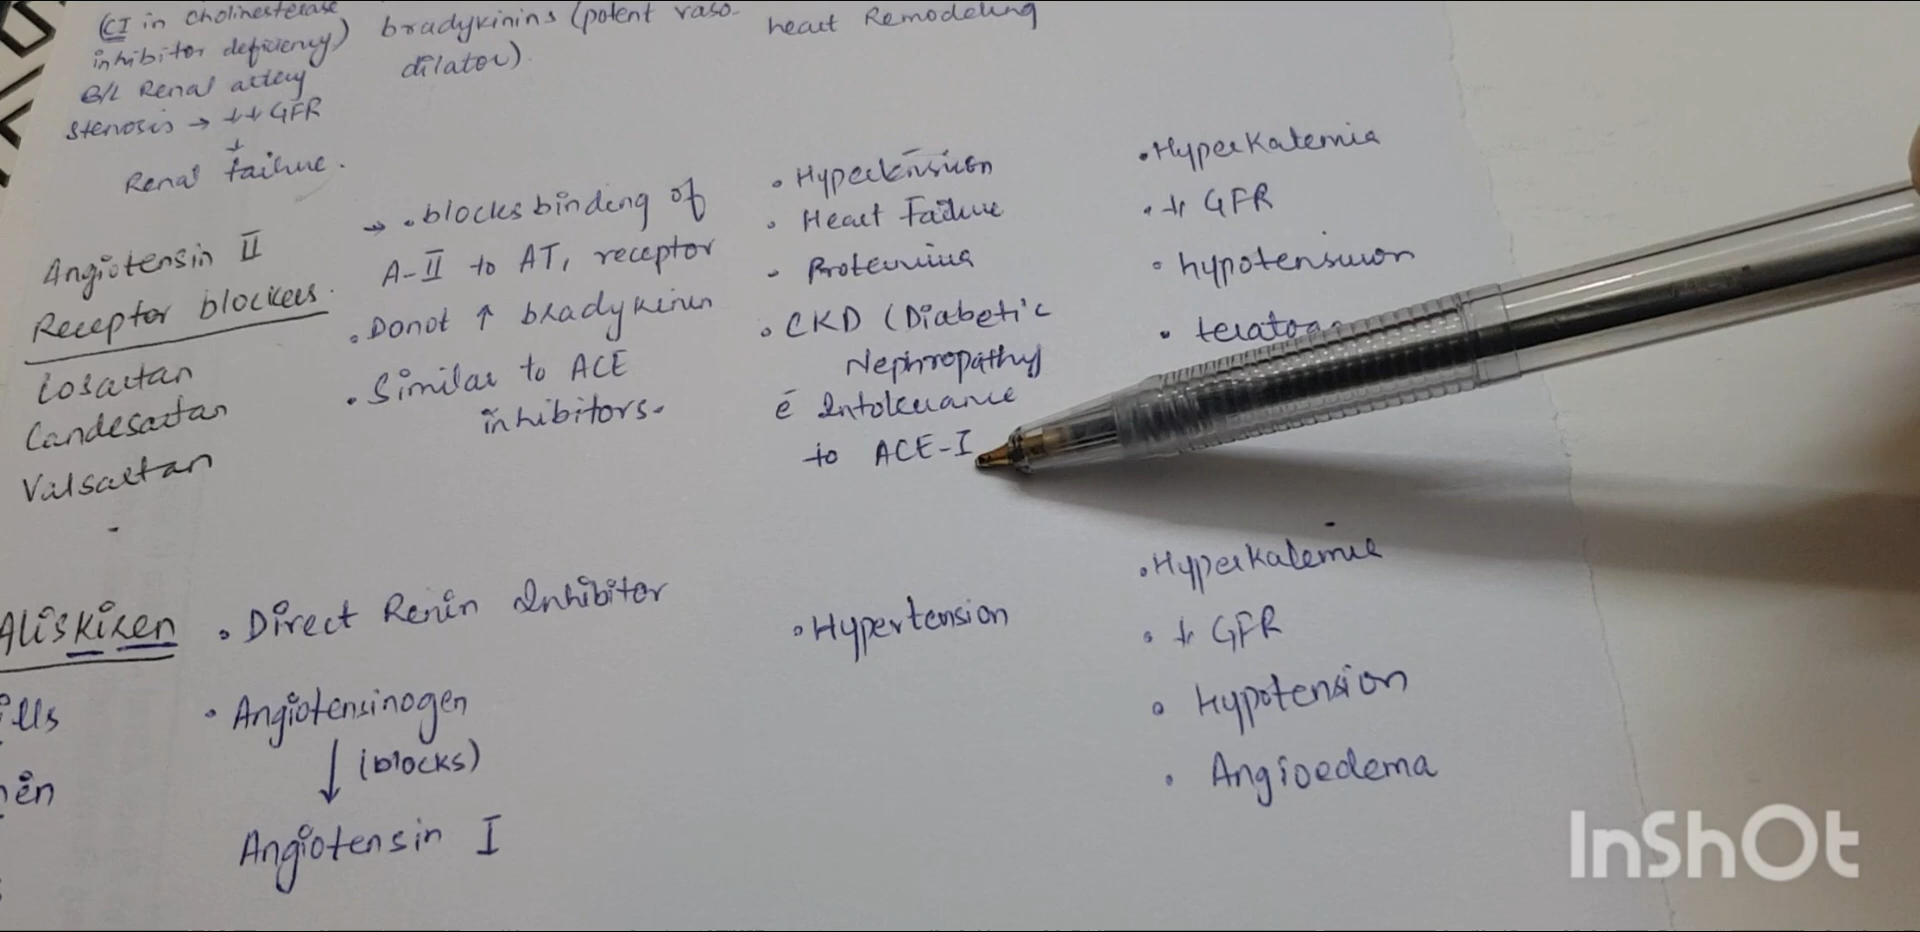 (CI in cholinesterase
inhibitor deficiency)
B/L Renal artery
Stenosis → ↓↓ GFR
↓
Renal failure.
bradykinins (potent vaso-
dilator)
heart Remodeling
Angiotensin II
Receptor blockers.
Losartan
Candesartan
Valsartan
→ • blocks binding of
A-II to AT₁ receptor
• Donot ↑ bradykinin
• Similar to ACE
inhibitors.
• Hypertension
• Heart Failure
• Proteinuria
• CKD (Diabetic
Nephropathy
c̄ Intolerance
to ACE-I
• Hyperkalemia
• ↓ GFR
• hypotension
•
Aliskiren
• Direct Renin Inhibitor
• Angiotensinogen
↓ (blocks)
Angiotensin I
• Hypertension
• Hyperkalemia
• ↓ GFR
• Hypotension
• Angioedema
InShOt